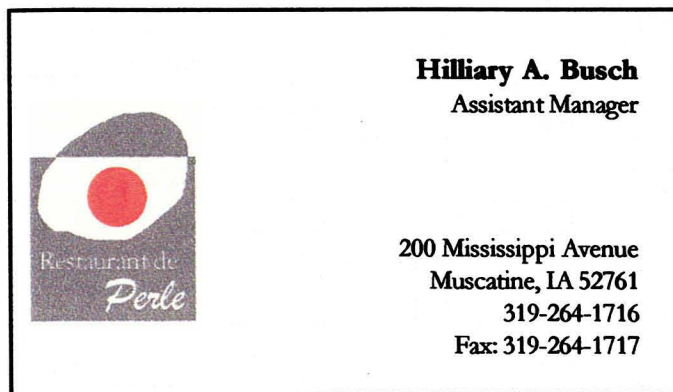 Hilliary A. Busch
Assistant Manager
Restaurant de
Perle
200 Mississippi Avenue
Muscatine, IA 52761
319-264-1716
Fax: 319-264-1717